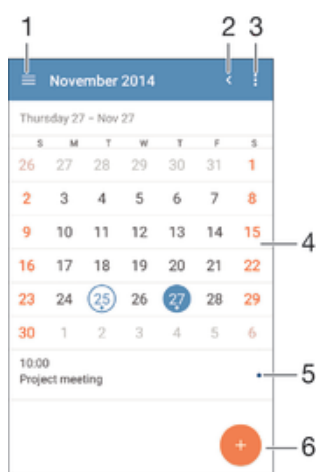 1 2 3
November 2014
Thursday 27 – Nov 27
S M T W T F S
26 27 28 29 30 31 1
2 3 4 5 6 7 8
9 10 11 12 13 14 15
4
16 17 18 19 20 21 22
23 24 25 26 27 28 29
30 1 2 3 4 5 6
10:00
Project meeting
5
+
6